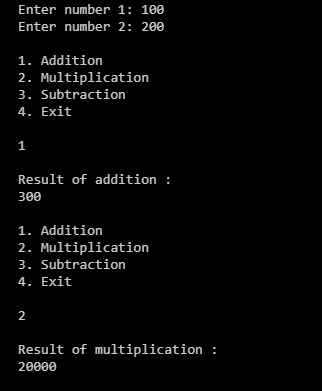 Enter number 1: 100
Enter number 2: 200
1. Addition
2. Multiplication
3. Subtraction
4. Exit
1
Result of addition :
300
1. Addition
2. Multiplication
3. Subtraction
4. Exit
2
Result of multiplication :
20000